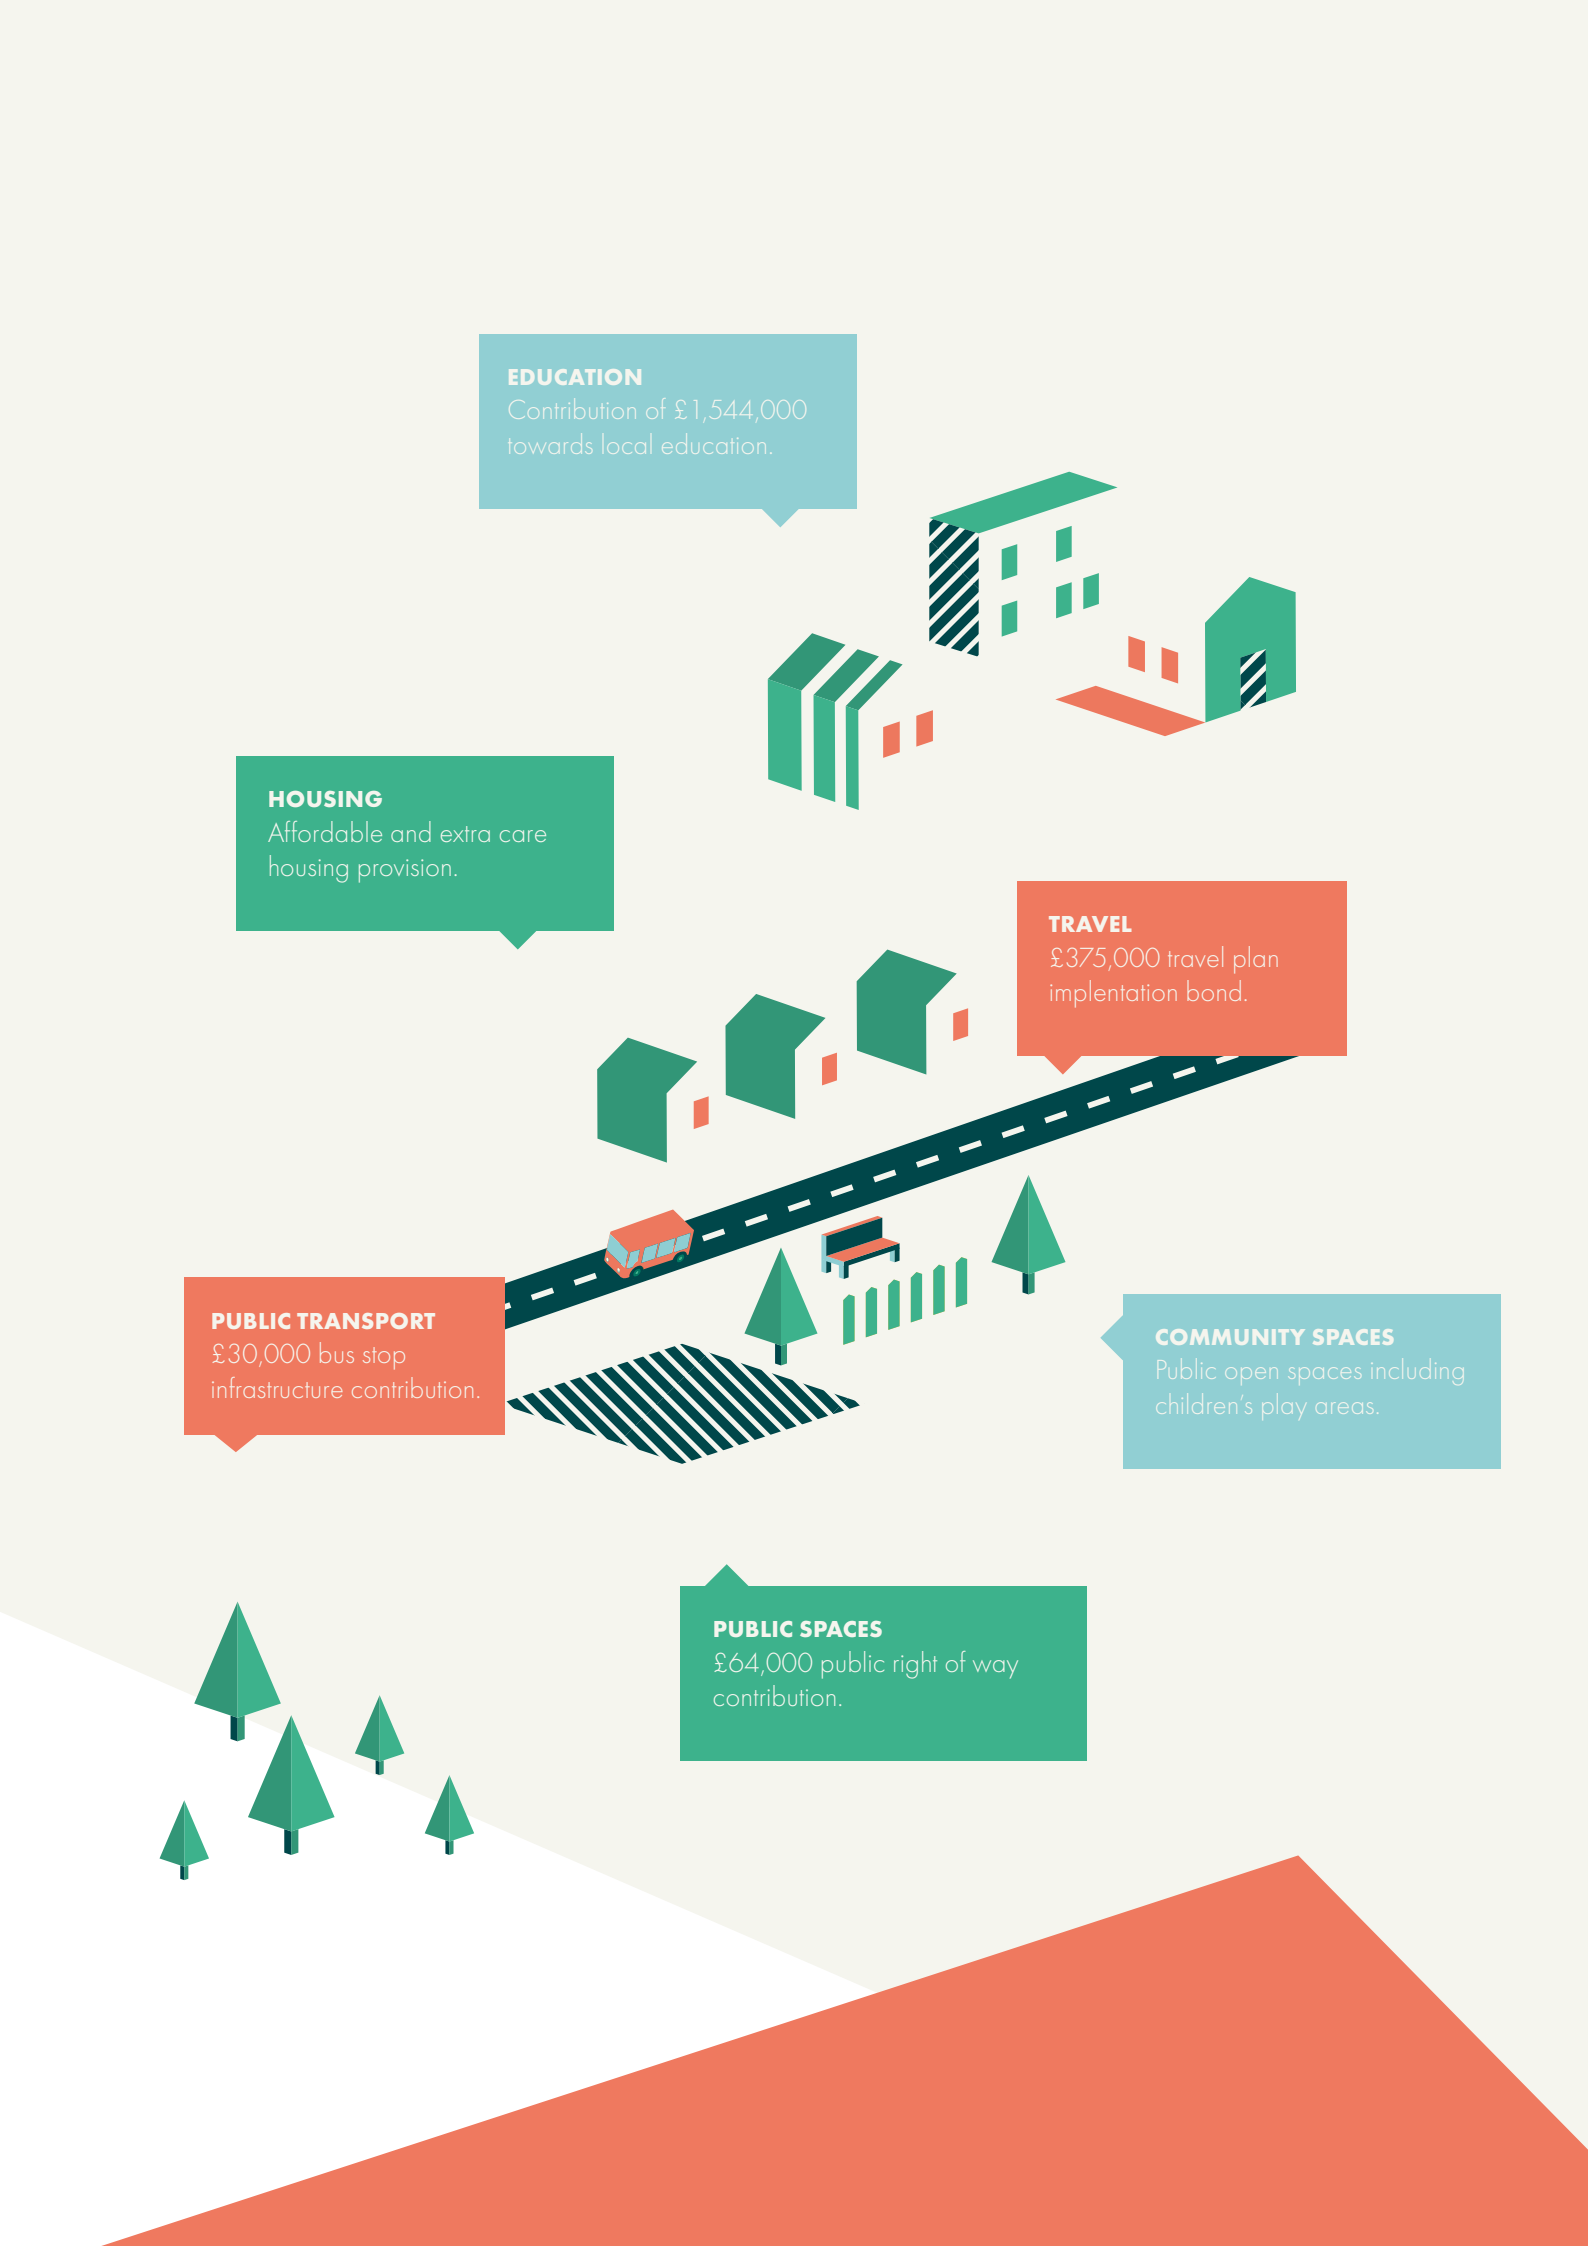 EDUCATION
Contribution of £1,544,000
towards local education.
HOUSING
Affordable and extra care
housing provision.
TRAVEL
£375,000 travel plan
implentation bond.
PUBLIC TRANSPORT
£30,000 bus stop
infrastructure contribution.
COMMUNITY SPACES
Public open spaces including
children’s play areas.
PUBLIC SPACES
£64,000 public right of way
contribution.